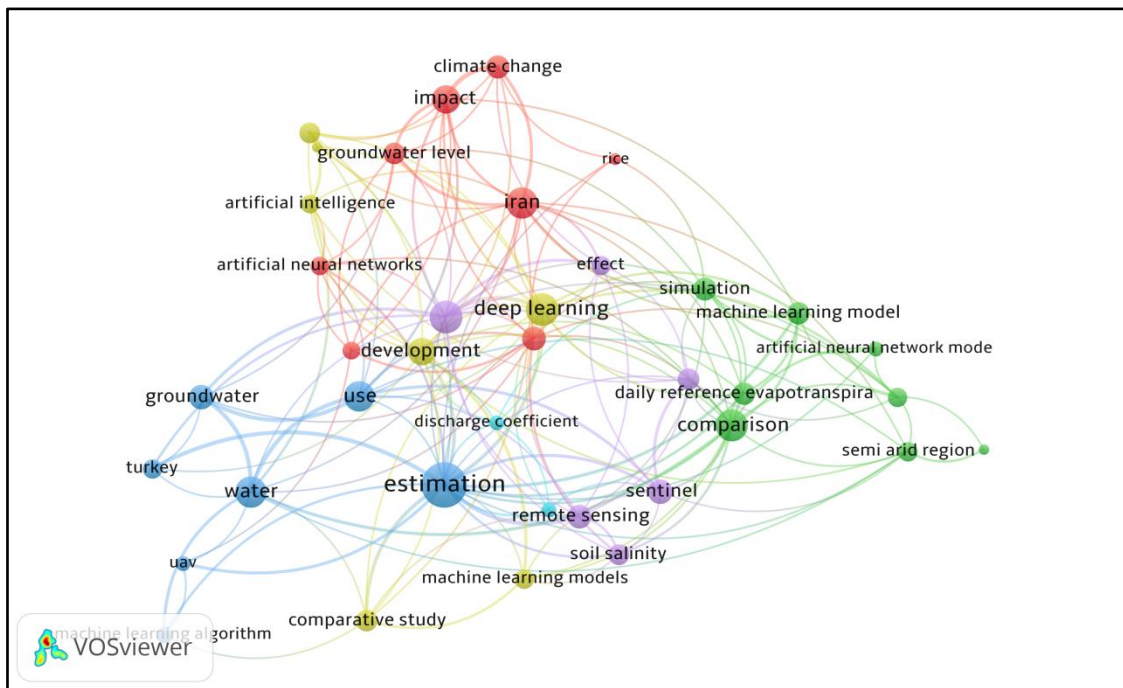 climate change
impact
groundwater level
rice
artificial intelligence
iran
artificial neural networks
effect
simulation
deep learning
machine learning model
development
artificial neural network mode
groundwater
use
daily reference evapotranspira
discharge coefficient
comparison
semi arid region
turkey
water
estimation
sentinel
remote sensing
soil salinity
uav
machine learning models
comparative study
machine learning algorithm
VOSviewer